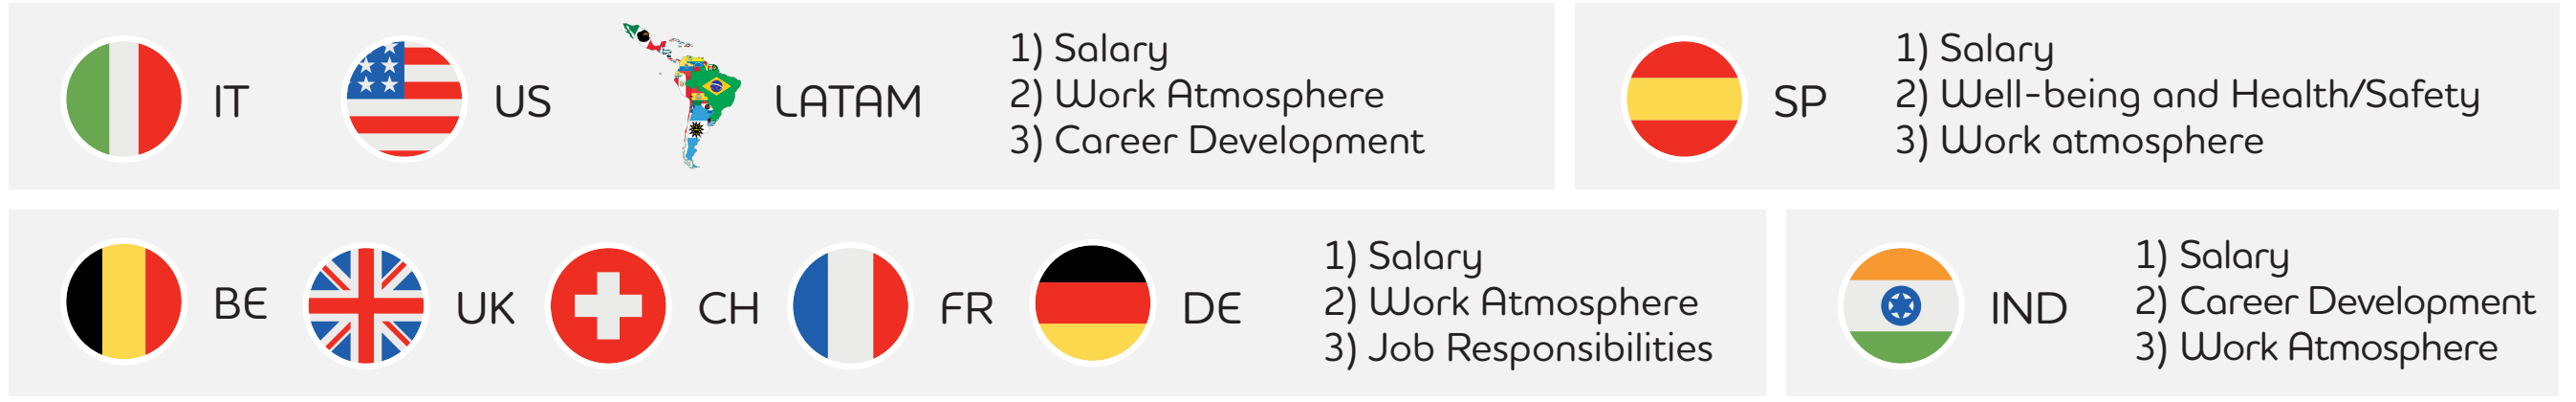 IT
US
LATAM
1) Salary
2) Work Atmosphere
3) Career Development
SP
1) Salary
2) Well-being and Health/Safety
3) Work atmosphere
BE
UK
CH
FR
DE
1) Salary
2) Work Atmosphere
3) Job Responsibilities
IND
1) Salary
2) Career Development
3) Work Atmosphere